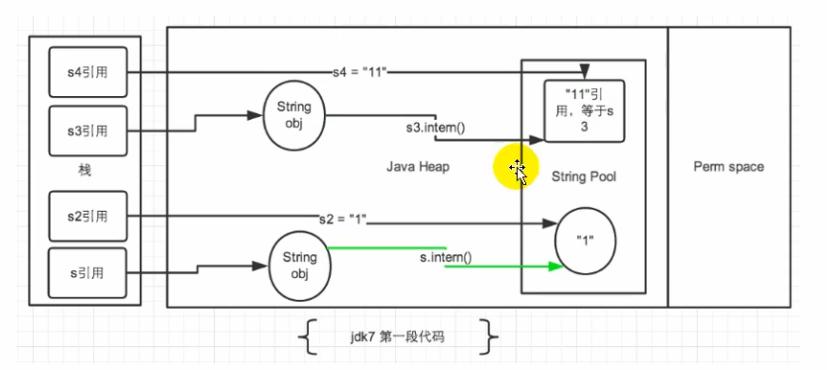 s4引用
s4 = "11"
"11"引
用，等于s
3
s3引用
String
obj
s3.intern()
栈
Java Heap
String Pool
Perm space
s2引用
s2 = "1"
"1"
s引用
String
obj
s.intern()
jdk7 第一段代码